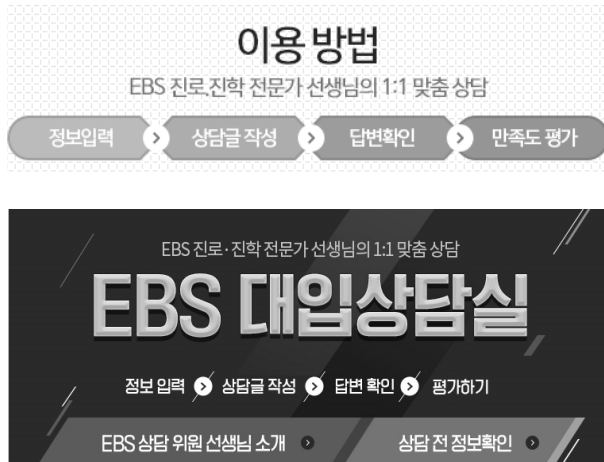 이용 방법
EBS 진로.진학 전문가 선생님의 1:1 맞춤 상담
정보입력 상담글 작성 답변확인 만족도 평가
EBS 진로·진학 전문가 선생님의 1:1 맞춤 상담
EBS 대입상담실
정보 입력 상담글 작성 답변 확인 평가하기
EBS 상담 위원 선생님 소개 상담 전 정보확인